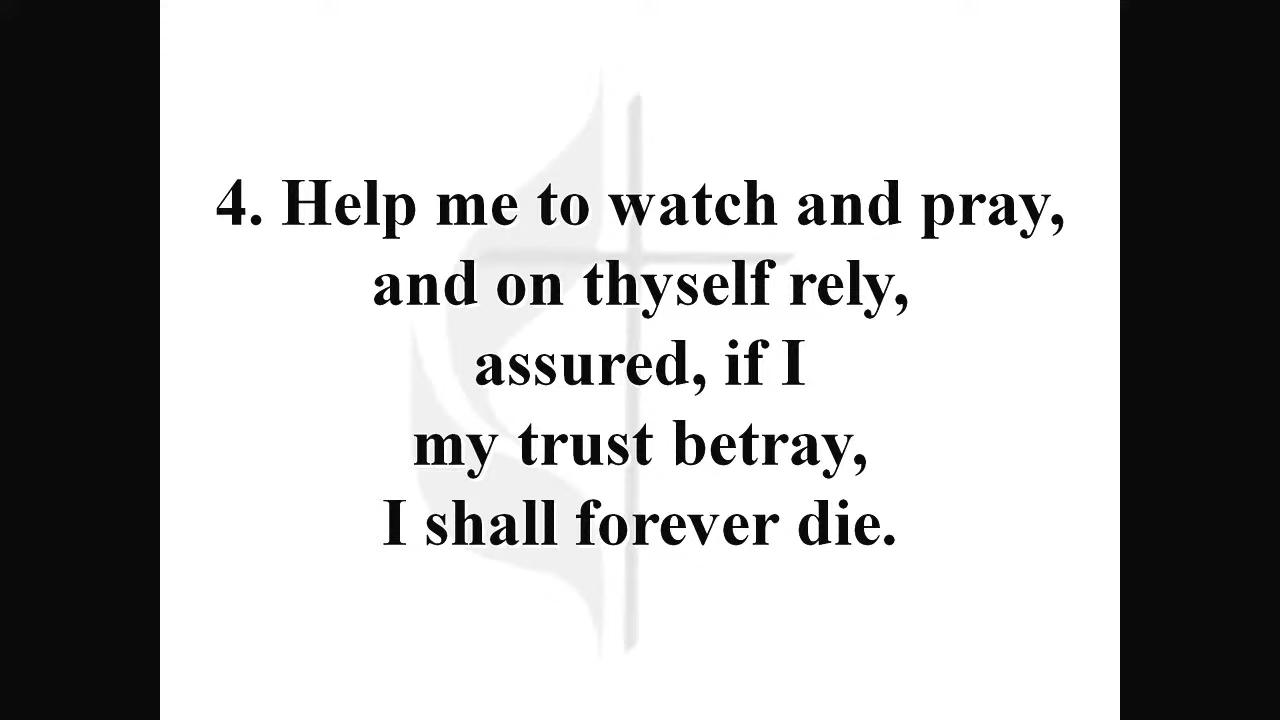 4. Help me to watch and pray,
and on thyself rely,
assured, if I
my trust betray,
I shall forever die.